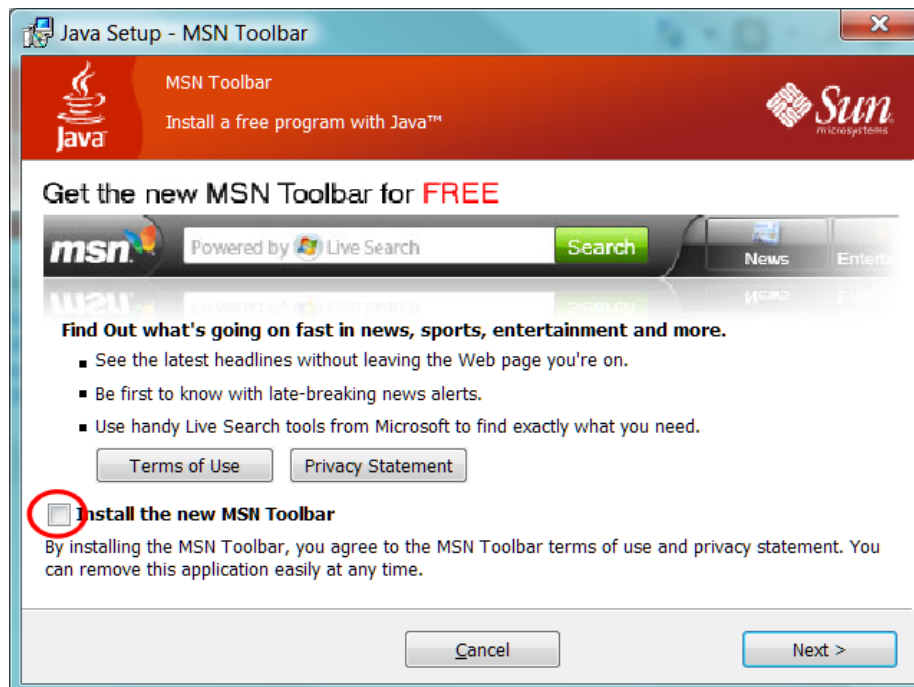 Java Setup - MSN Toolbar
MSN Toolbar
Install a free program with Java™
Java
Sun
microsystems
Get the new MSN Toolbar for FREE
msn
Powered by Live Search
Search
News
Find Out what's going on fast in news, sports, entertainment and more.
See the latest headlines without leaving the Web page you're on.
Be first to know with late-breaking news alerts.
Use handy Live Search tools from Microsoft to find exactly what you need.
Terms of Use
Privacy Statement
Install the new MSN Toolbar
By installing the MSN Toolbar, you agree to the MSN Toolbar terms of use and privacy statement. You
can remove this application easily at any time.
Cancel
Next >